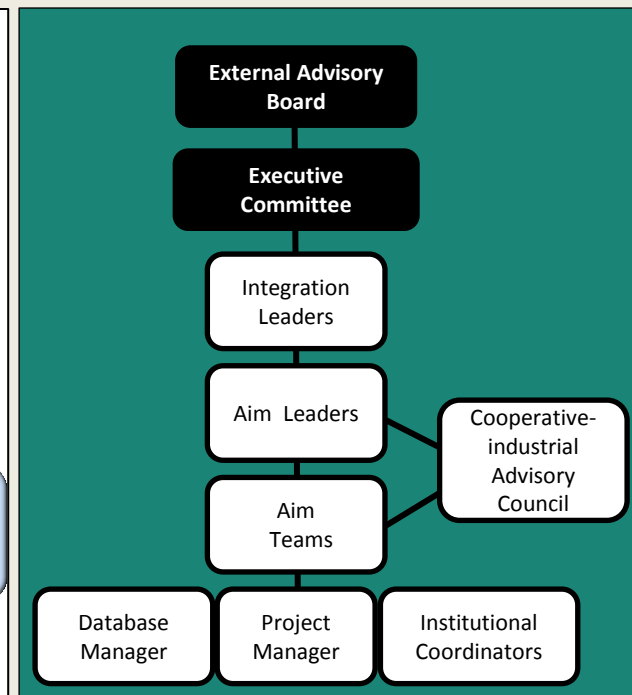 External Advisory
Board
Executive
Committee
Integration
Leaders
Aim Leaders
Cooperative-
industrial
Advisory
Council
Aim
Teams
Database
Manager
Project
Manager
Institutional
Coordinators